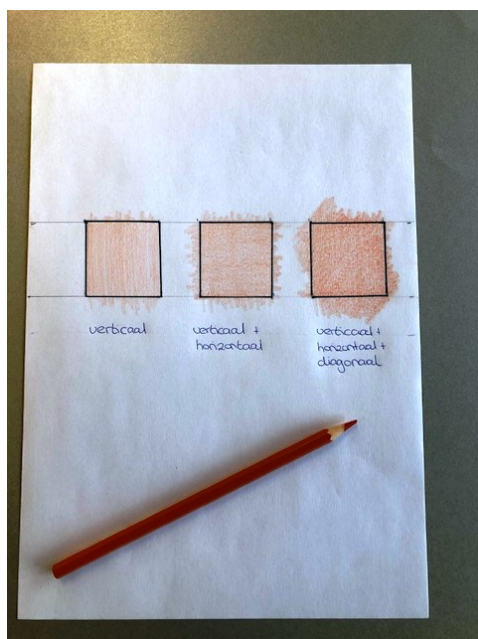 verticaal
verticaal +
horizontaal
verticaal +
horizontaal +
diagonaal